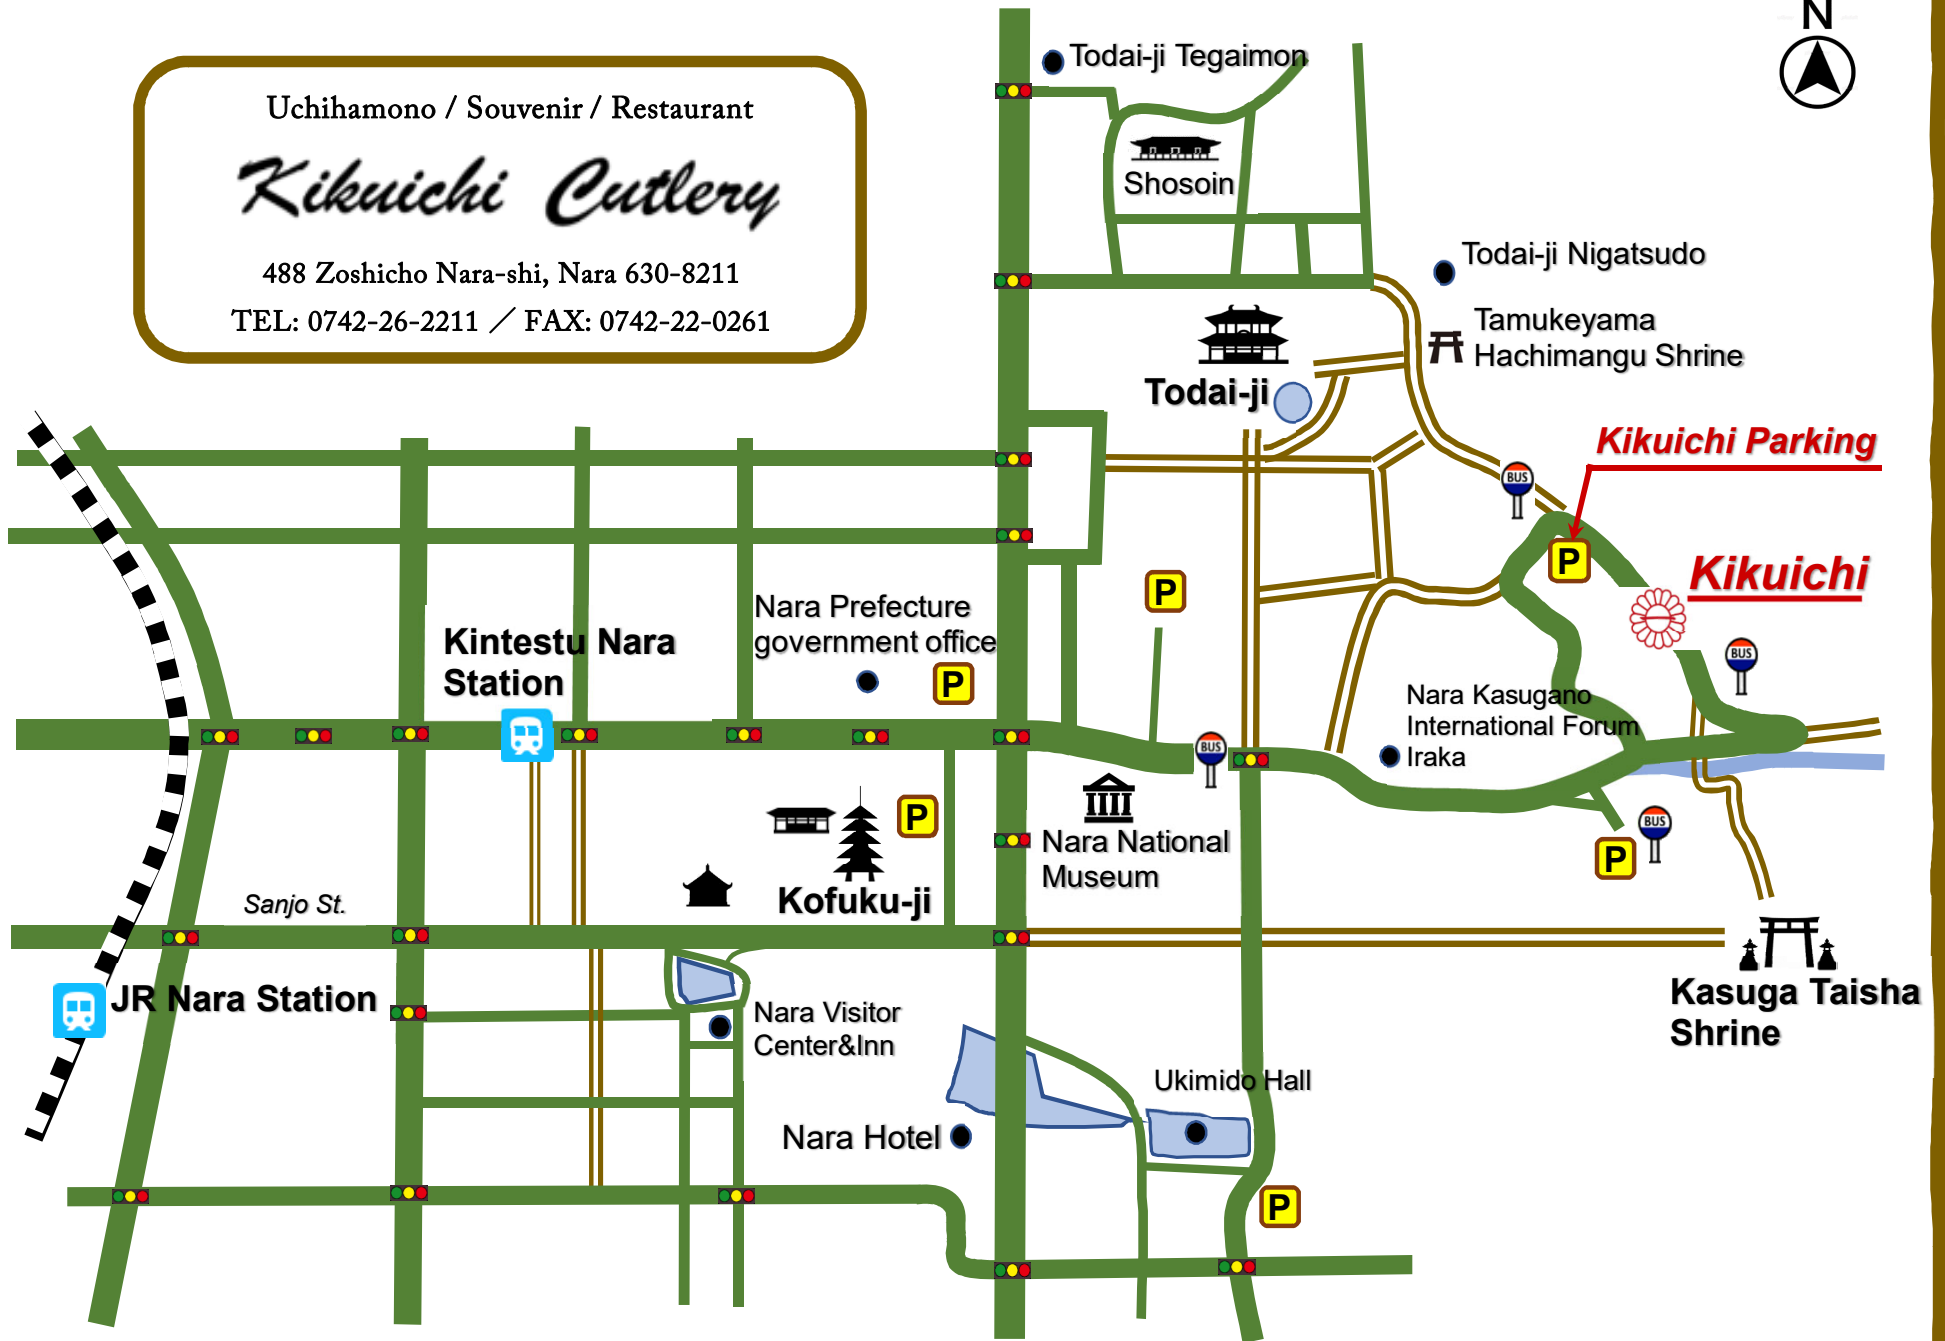 N
Uchihamono / Souvenir / Restaurant
Kikuichi Cutlery
488 Zoshicho Nara-shi, Nara 630-8211
TEL: 0742-26-2211 ／ FAX: 0742-22-0261
Todai-ji Tegaimon
Shosoin
Todai-ji Nigatsudo
Tamukeyama
Hachimangu Shrine
Todai-ji
Kikuichi Parking
BUS
P
Kikuichi
P
Nara Prefecture
government office
P
Kintestu Nara
Station
BUS
Nara Kasugano
International Forum
Iraka
BUS
P
Nara National
Museum
BUS
P
Kofuku-ji
Sanjo St.
JR Nara Station
Kasuga Taisha
Shrine
Nara Visitor
Center&Inn
Ukimido Hall
Nara Hotel
P